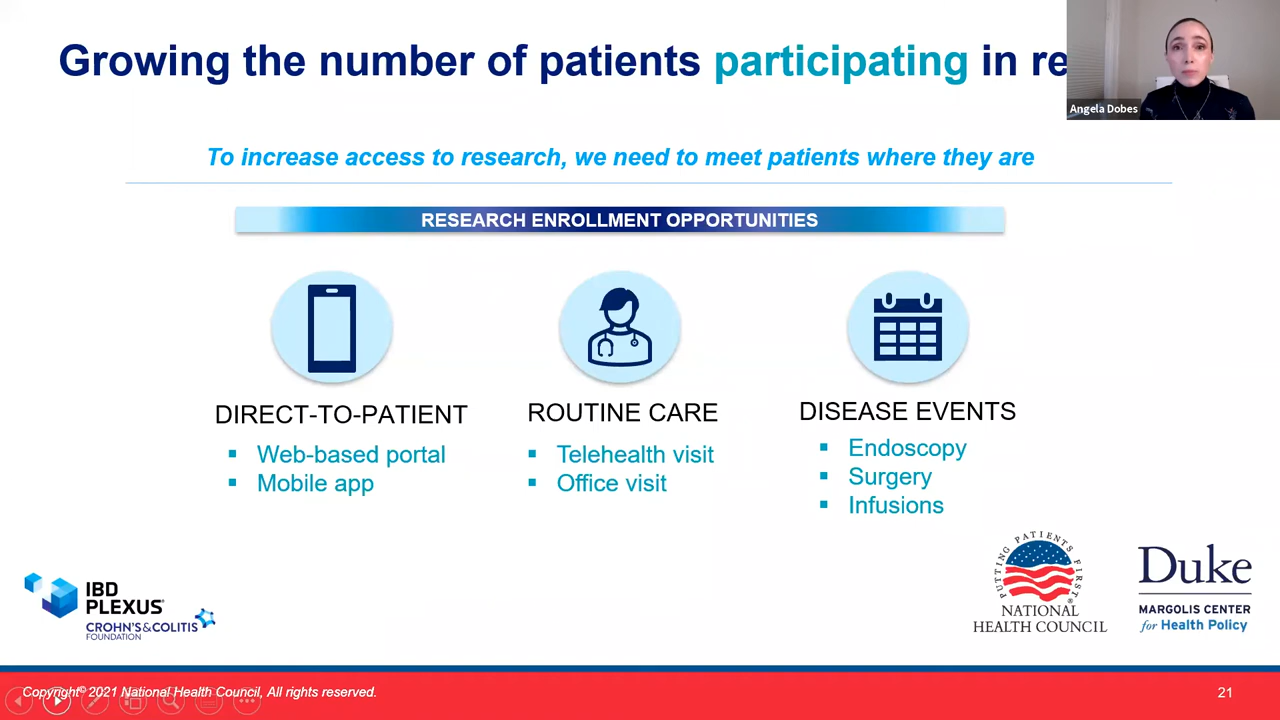 Growing the number of patients participating in re
Angela Dobes
To increase access to research, we need to meet patients where they are
RESEARCH ENROLLMENT OPPORTUNITIES
DIRECT-TO-PATIENT
▪ Web-based portal
▪ Mobile app
ROUTINE CARE
▪ Telehealth visit
▪ Office visit
DISEASE EVENTS
▪ Endoscopy
▪ Surgery
▪ Infusions
IBD
PLEXUS®
CROHN'S & COLITIS
FOUNDATION
PUTTING PATIENTS FIRST®
NATIONAL
HEALTH COUNCIL
Duke
MARGOLIS CENTER
for Health Policy
Copyright© 2021 National Health Council, All rights reserved.
21